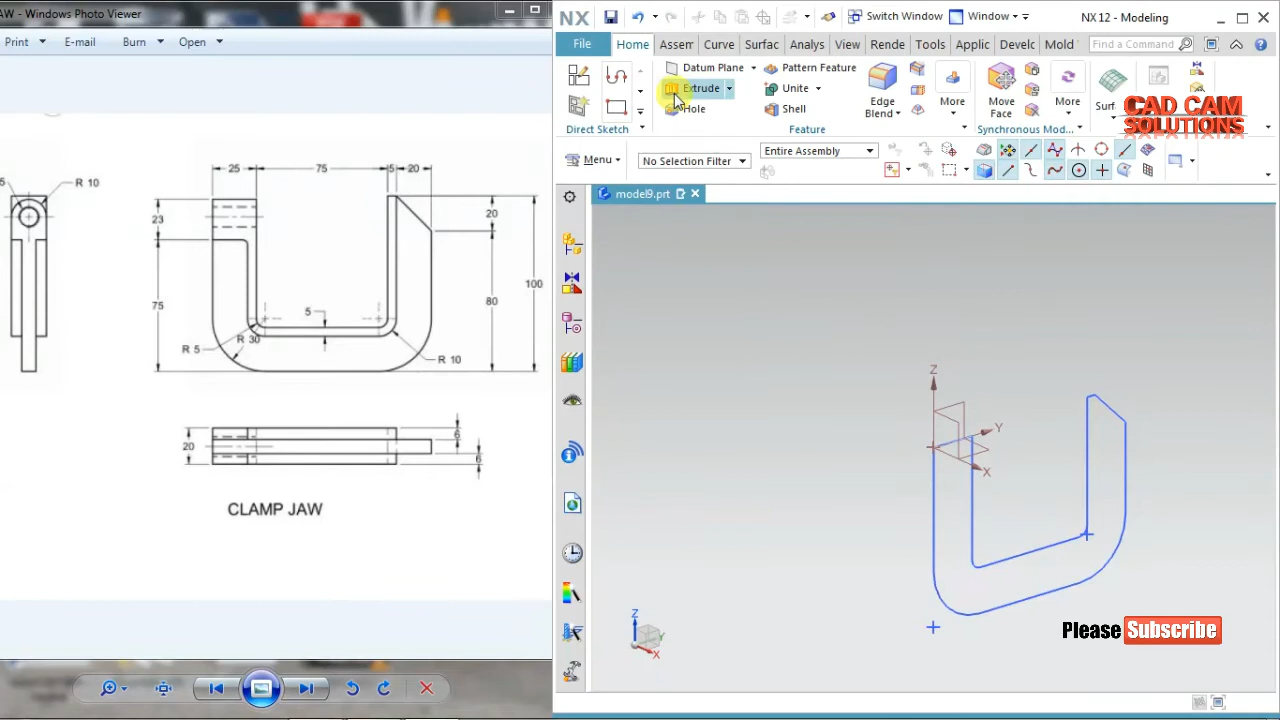 AW - Windows Photo Viewer
Print E-mail Burn Open
5 R 10
25 75 5 20
23 20
75 5 80 100
R 5 R 30 R 10
20 6 6
CLAMP JAW
NX Switch Window Window NX 12 - Modeling
File Home Assem Curve Surfac Analys View Rende Tools Applic Develc Mold Find a Command
Datum Plane Pattern Feature
Extrude Unite
Hole Shell
Edge Blend More Move Face More Surf.
Direct Sketch Feature Synchronous Mod...
CAD CAM
SOLUTIONS
Menu No Selection Filter Entire Assembly
model9.prt
Z
Y
X
Please Subscribe
Z
Y
X